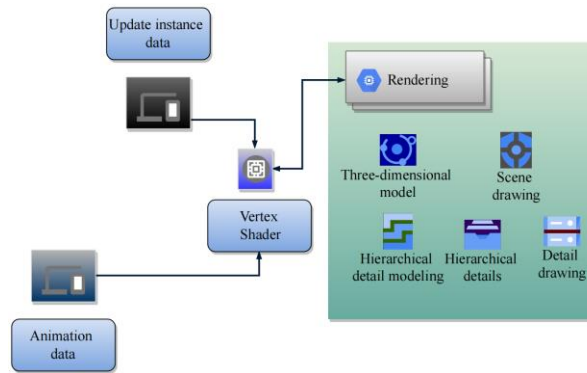 Update instance
data
Rendering
Three-dimensional
model
Scene
drawing
Vertex
Shader
Hierarchical
detail modeling
Hierarchical
details
Detail
drawing
Animation
data